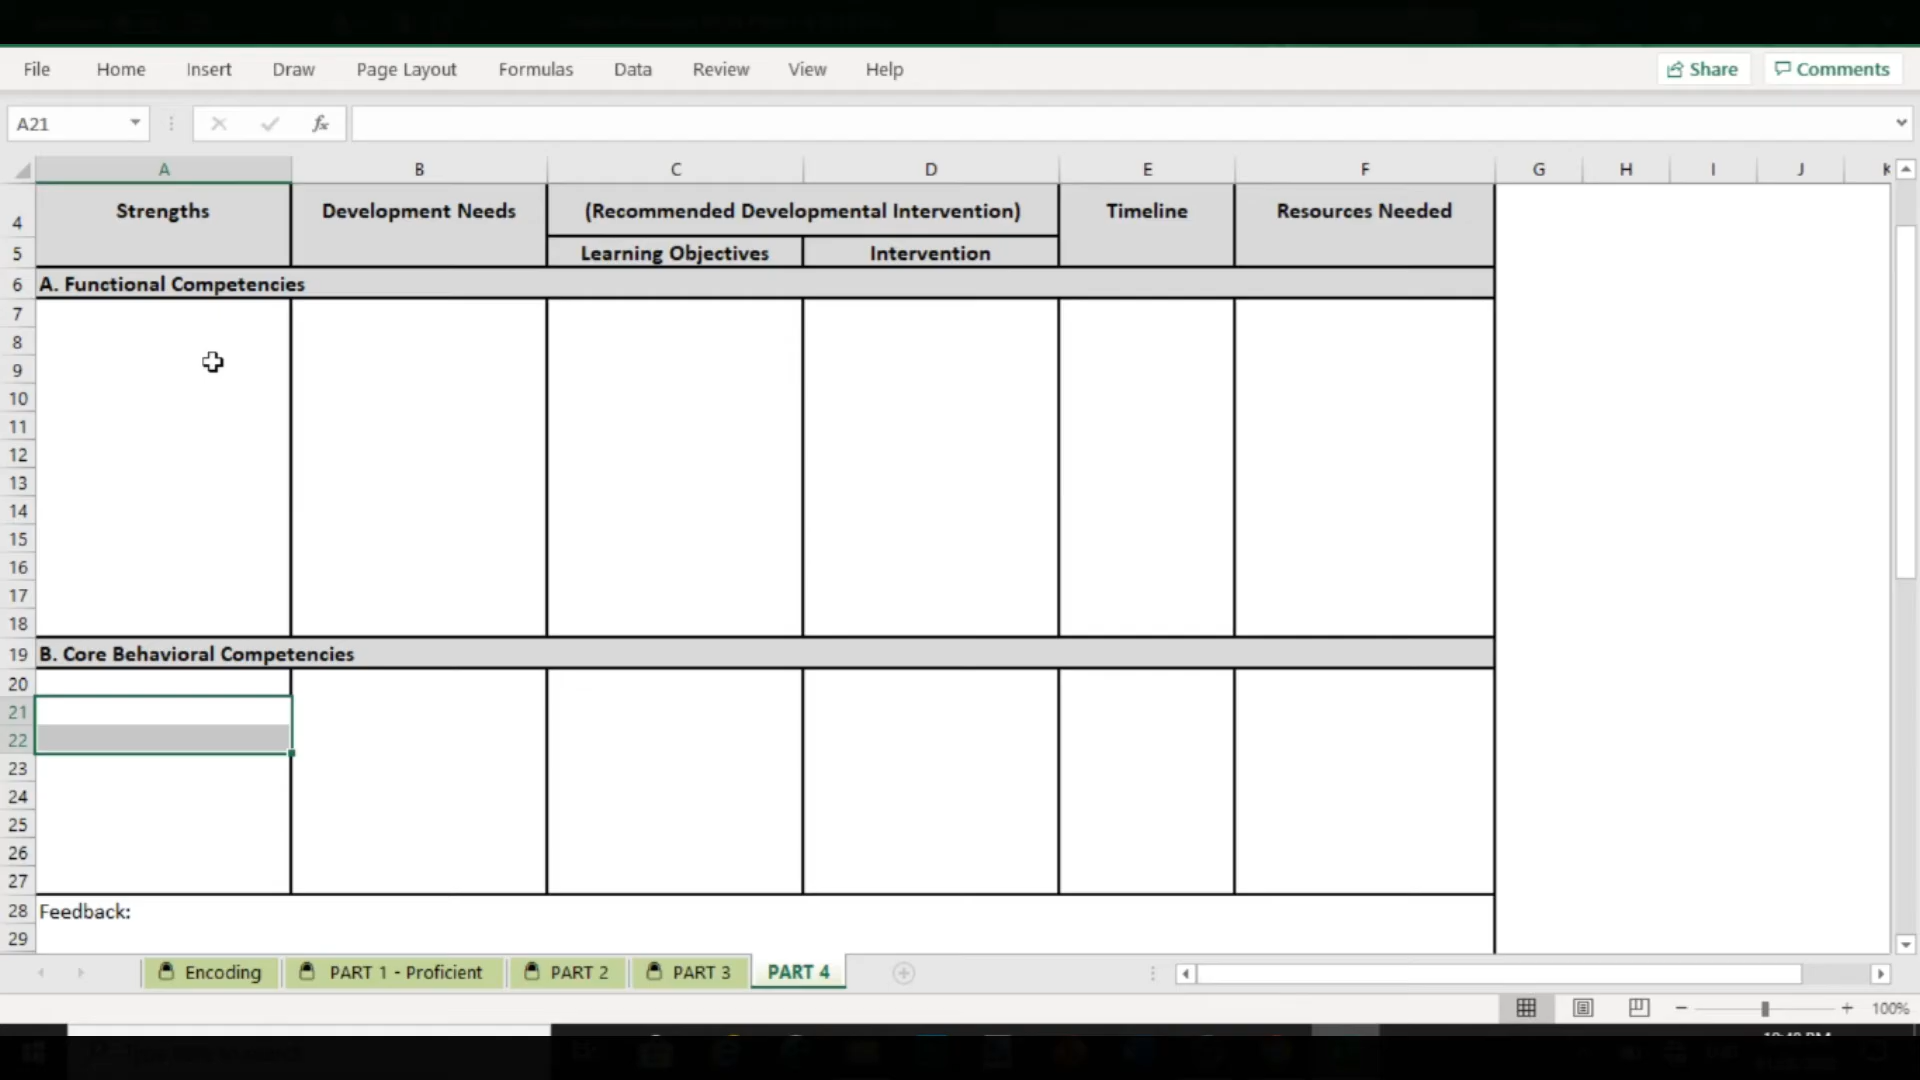 File Home Insert Draw Page Layout Formulas Data Review View Help Share Comments
A21 fx
A B C D E F G H I J K
4 Strengths Development Needs (Recommended Developmental Intervention) Timeline Resources Needed
5 Learning Objectives Intervention
6 A. Functional Competencies
7
8
9
10
11
12
13
14
15
16
17
18
19 B. Core Behavioral Competencies
20
21
22
23
24
25
26
27
28 Feedback:
29
Encoding PART 1 - Proficient PART 2 PART 3 PART 4
100%